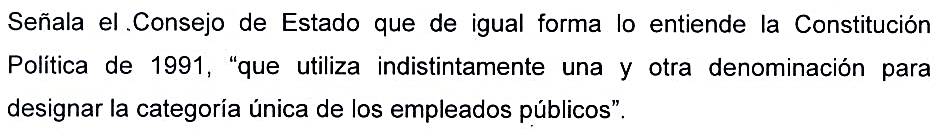 Señala el .Consejo de Estado que de igual forma lo entiende la Constitución
Política de 1991, “que utiliza indistintamente una y otra denominación para
designar la categoría única de los empleados públicos”.